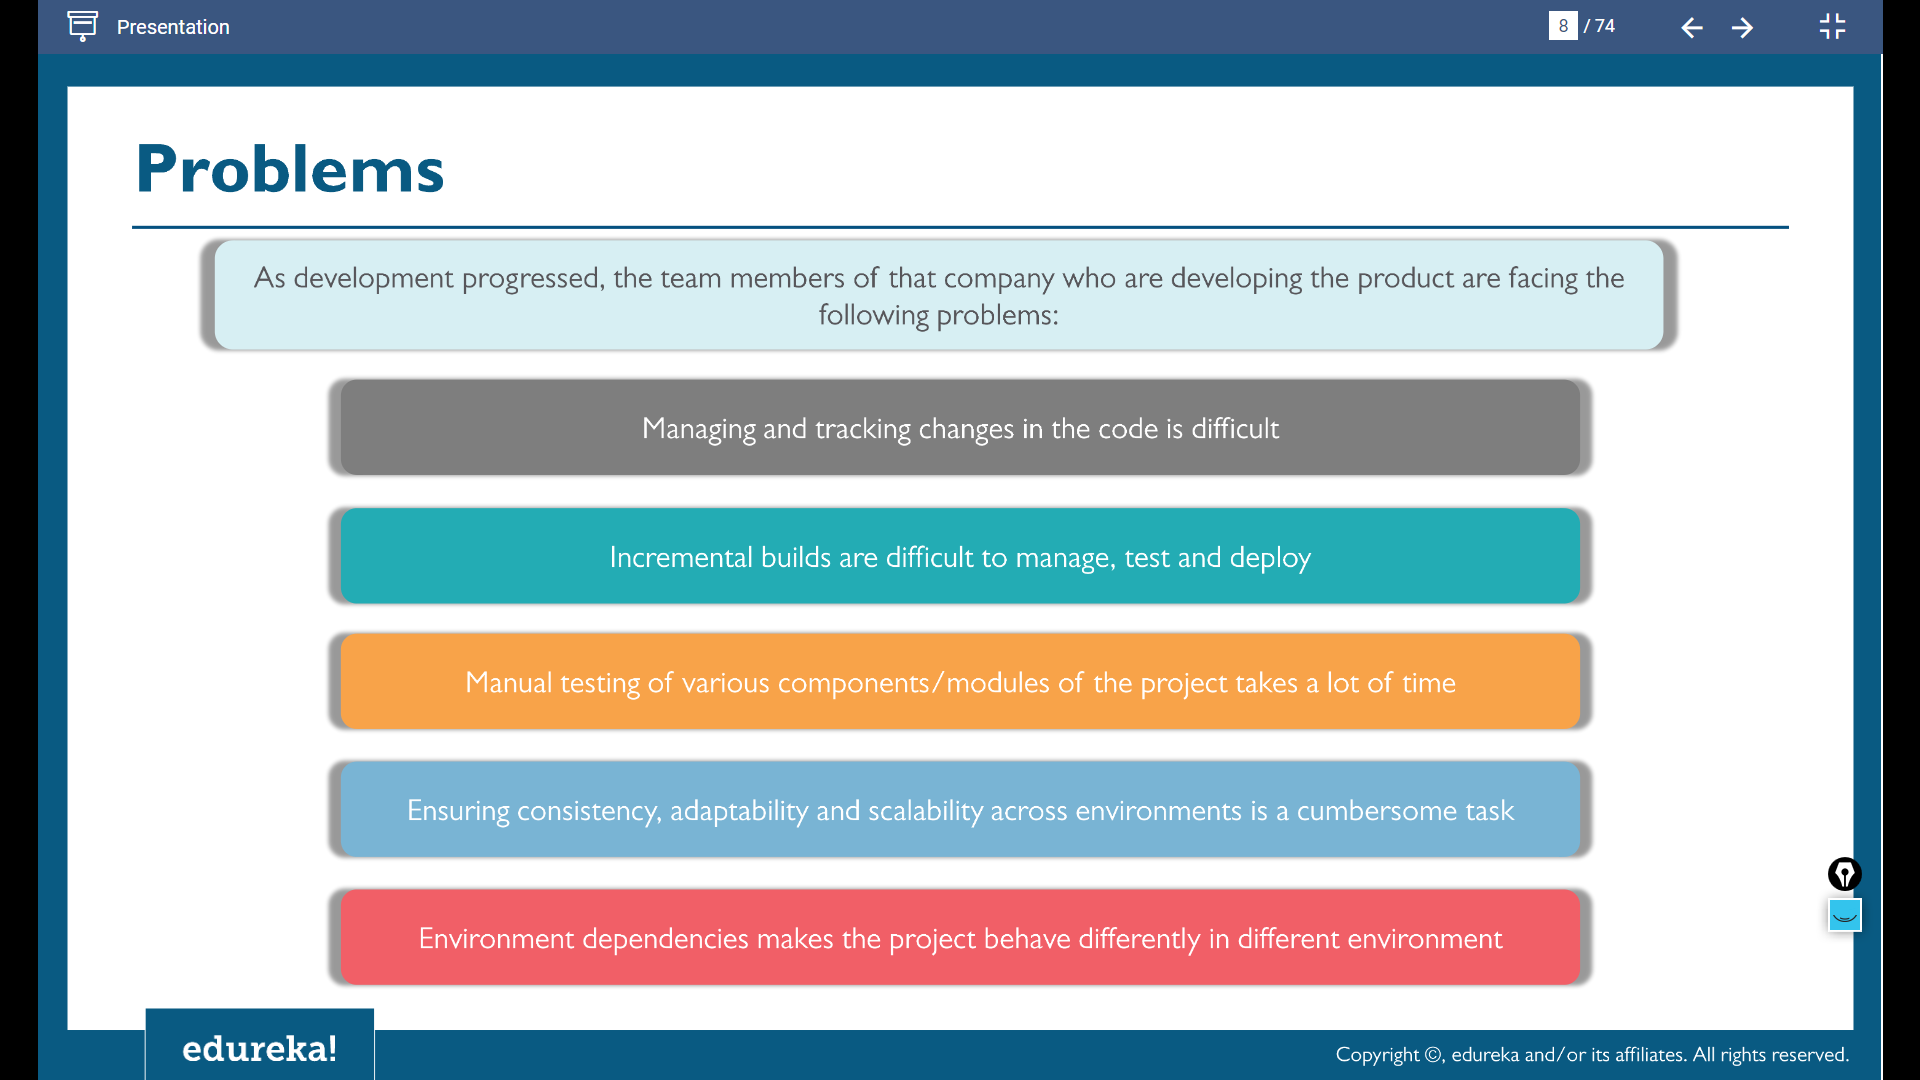 Presentation
8 / 74
Problems
As development progressed, the team members of that company who are developing the product are facing the
following problems:
Managing and tracking changes in the code is difficult
Incremental builds are difficult to manage, test and deploy
Manual testing of various components/modules of the project takes a lot of time
Ensuring consistency, adaptability and scalability across environments is a cumbersome task
Environment dependencies makes the project behave differently in different environment
edureka!
Copyright ©, edureka and/or its affiliates. All rights reserved.